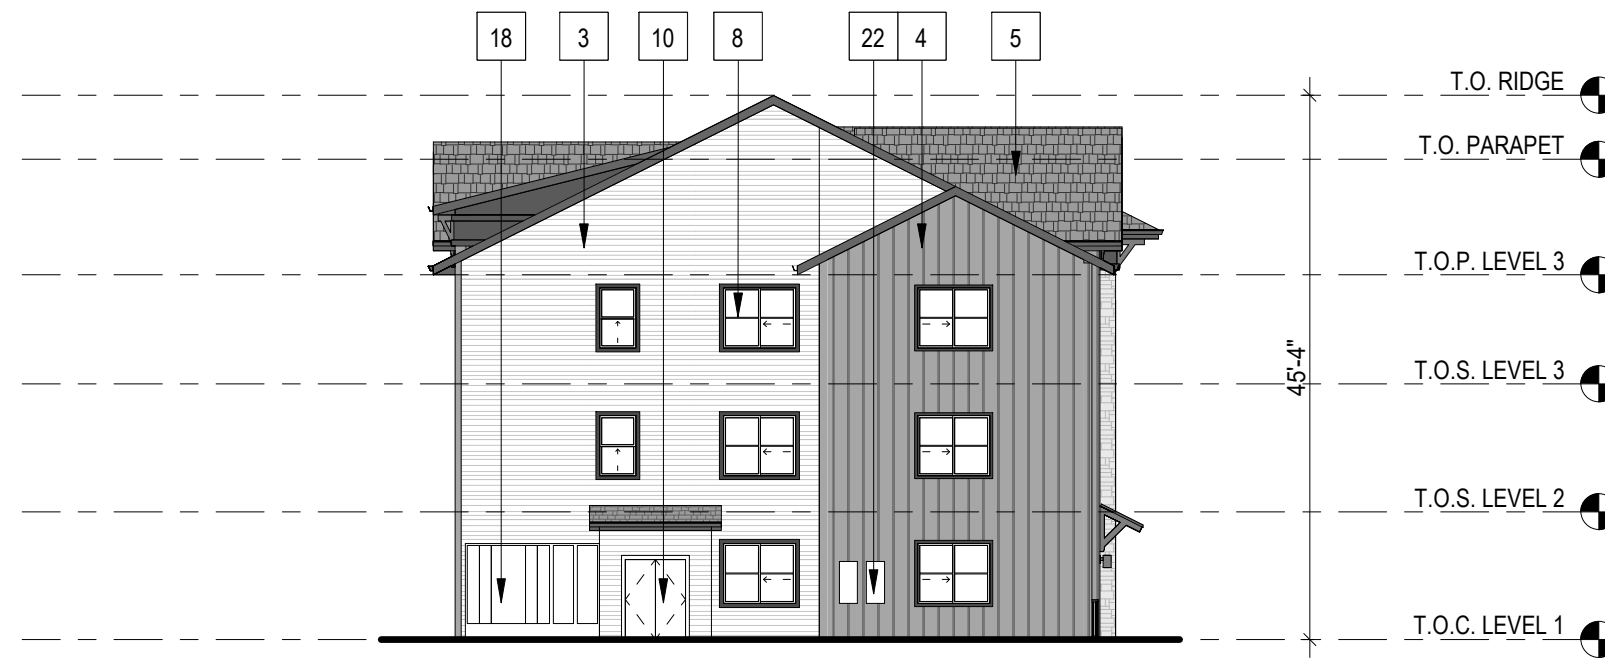 18
3
10
8
22
4
5
T.O. RIDGE
T.O. PARAPET
T.O.P. LEVEL 3
45'-4"
T.O.S. LEVEL 3
T.O.S. LEVEL 2
T.O.C. LEVEL 1